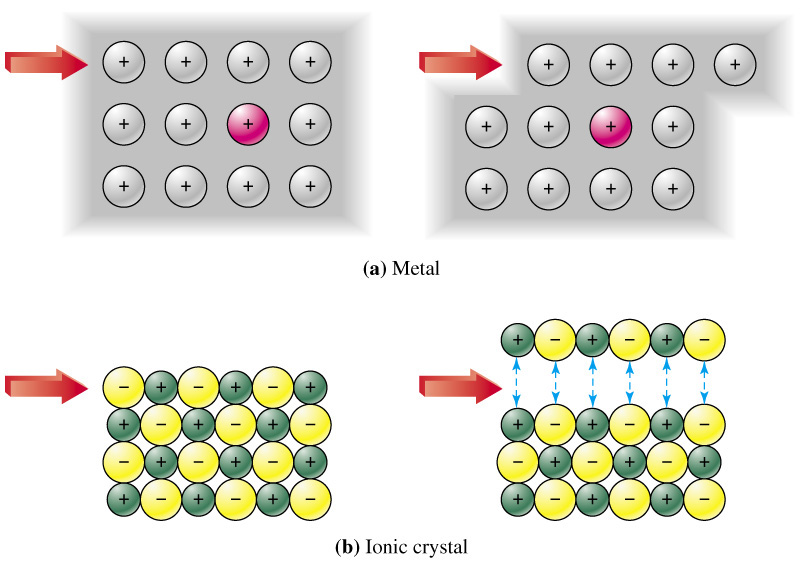 + + + +
+ + + +
+ + + +
+ + + +
+ + + +
+ + + +
(a) Metal
− + − + − +
+ − + − + −
− + − + − +
+ − + − + −
+ − + − + −
+ − + − + −
− + − + − +
+ − + − + −
(b) Ionic crystal